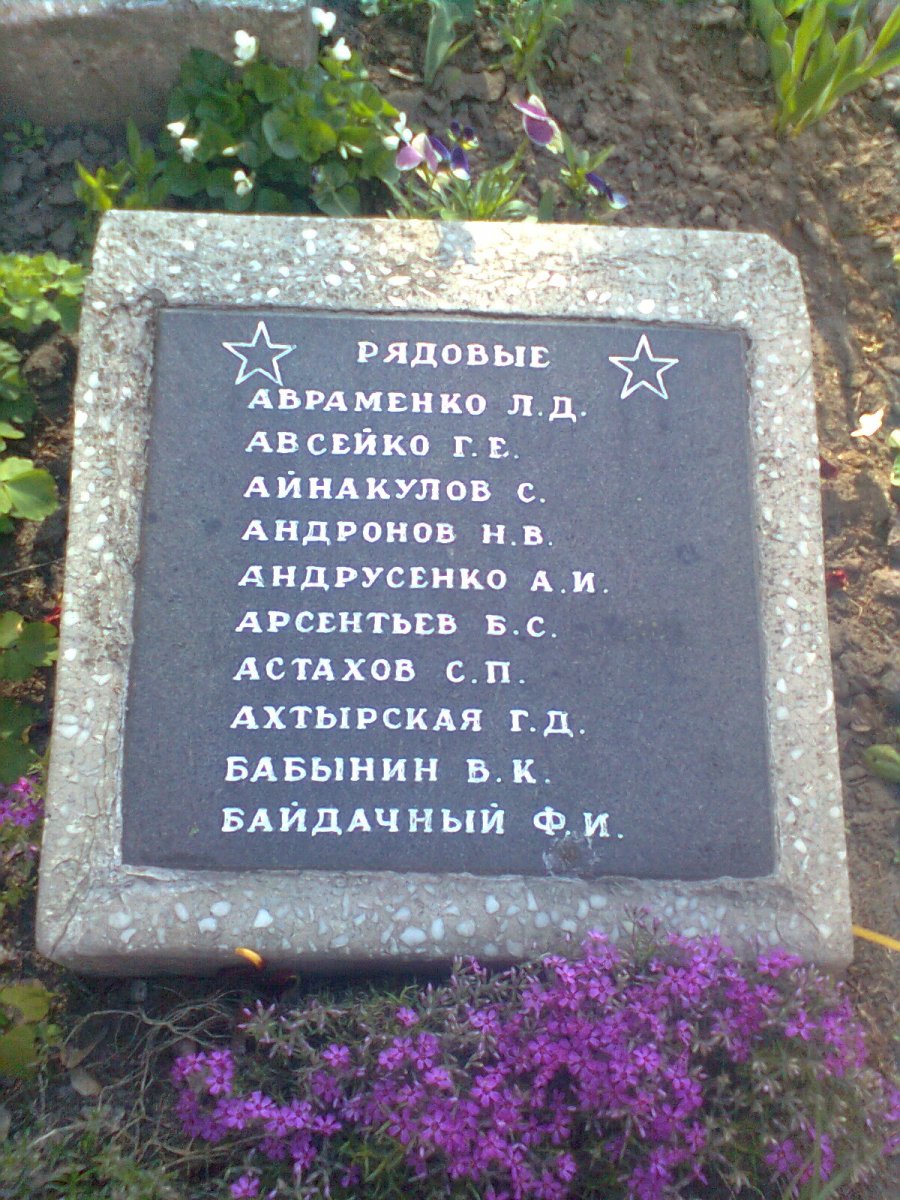 РЯДОВЫЕ
АВРАМЕНКО Л.Д.
АВСЕЙКО Г.Е.
АЙНАКУЛОВ С.
АНДРОНОВ Н.В.
АНДРУСЕНКО А.И.
АРСЕНТЬЕВ Б.С.
АСТАХОВ С.П.
АХТЫРСКАЯ Г.Д.
БАБЫНИН В.К.
БАЙДАЧНЫЙ Ф.И.